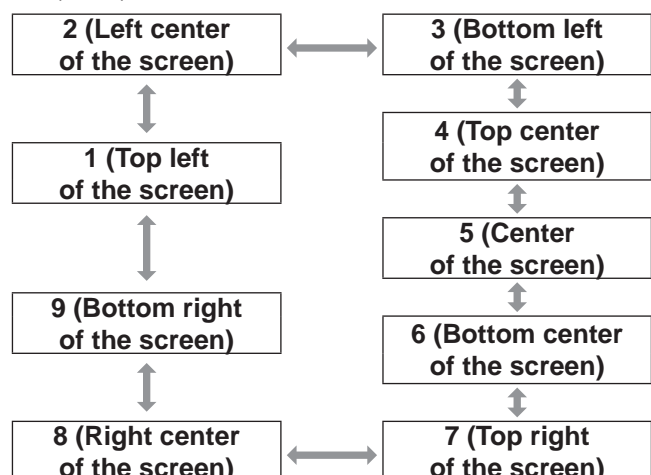 2 (Left center
of the screen)
3 (Bottom left
of the screen)
1 (Top left
of the screen)
4 (Top center
of the screen)
5 (Center
of the screen)
9 (Bottom right
of the screen)
6 (Bottom center
of the screen)
8 (Right center
of the screen)
7 (Top right
of the screen)